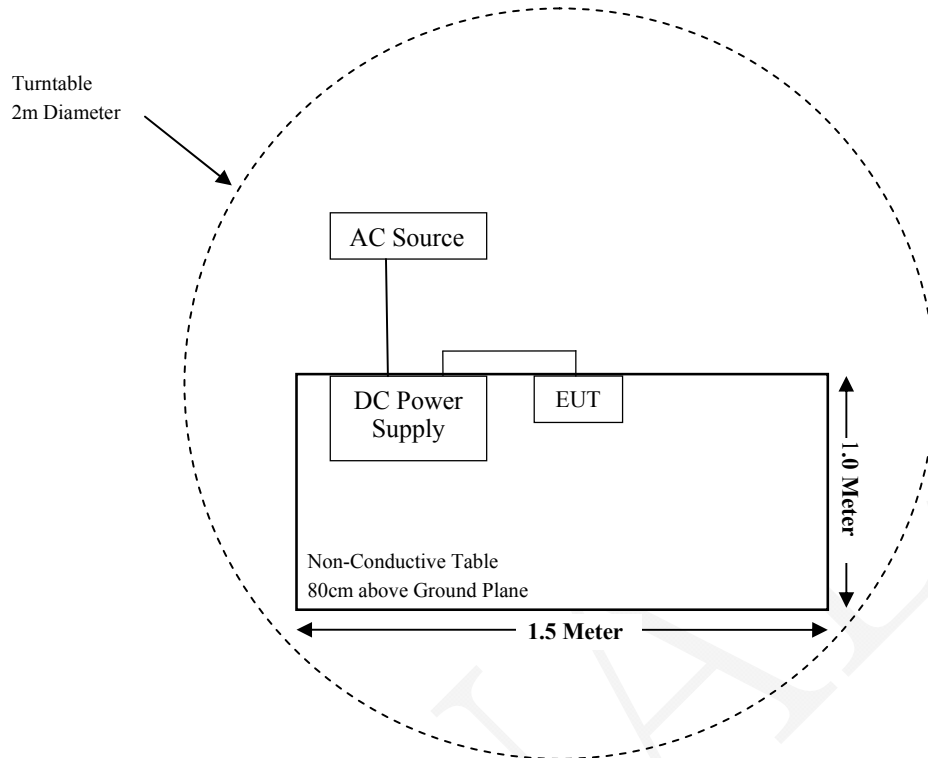 Turntable
2m Diameter
AC Source
DC Power
Supply
EUT
1.0 Meter
Non-Conductive Table
80cm above Ground Plane
1.5 Meter